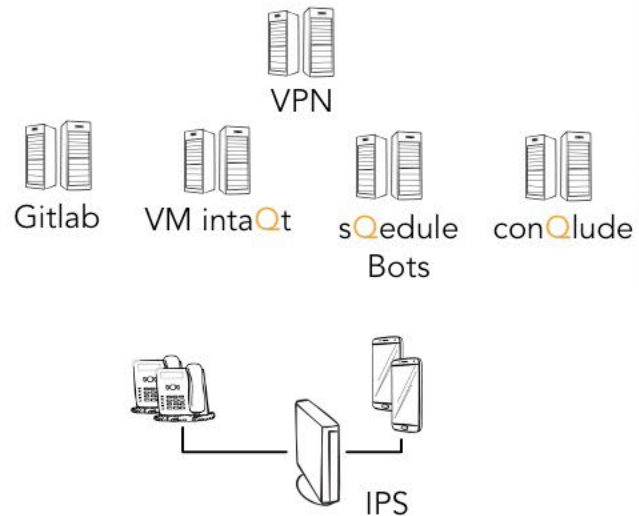 VPN
Gitlab
VM intaQt
sQedule
Bots
conQlude
IPS